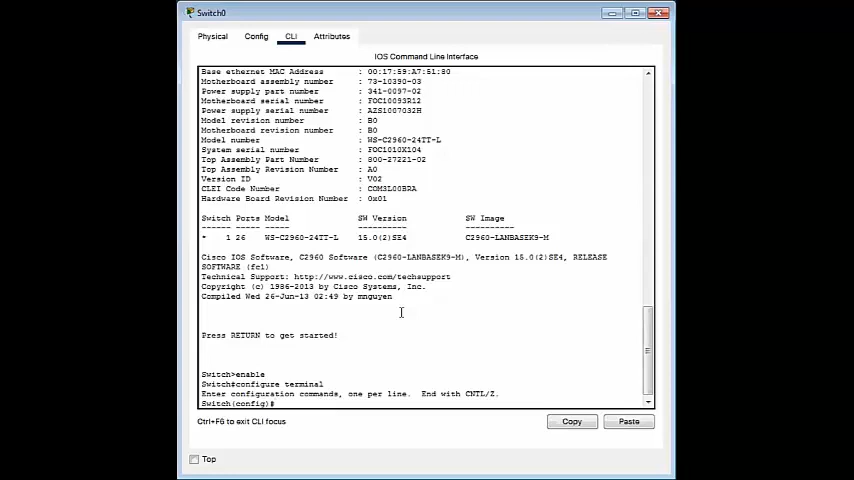 Switch0
Physical Config CLI Attributes
IOS Command Line Interface
Base ethernet MAC Address : 00:17:59:A7:51:80
Motherboard assembly number : 73-10390-03
Power supply part number : 341-0097-02
Motherboard serial number : FOC10093R12
Power supply serial number : AZS1007032H
Model revision number : B0
Motherboard revision number : B0
Model number : WS-C2960-24TT-L
System serial number : FOC1010X104
Top Assembly Part Number : 800-27221-02
Top Assembly Revision Number : A0
Version ID : V02
CLEI Code Number : COM3L00BRA
Hardware Board Revision Number : 0x01
Switch Ports Model SW Version SW Image
------ ----- ----- ---------- ----------
* 1 26 WS-C2960-24TT-L 15.0(2)SE4 C2960-LANBASEK9-M
Cisco IOS Software, C2960 Software (C2960-LANBASEK9-M), Version 15.0(2)SE4, RELEASE
SOFTWARE (fc1)
Technical Support: http://www.cisco.com/techsupport
Copyright (c) 1986-2013 by Cisco Systems, Inc.
Compiled Wed 26-Jun-13 02:49 by mnguyen
Press RETURN to get started!
Switch>enable
Switch#configure terminal
Enter configuration commands, one per line. End with CNTL/Z.
Switch(config)#
Ctrl+F6 to exit CLI focus
Copy Paste
Top